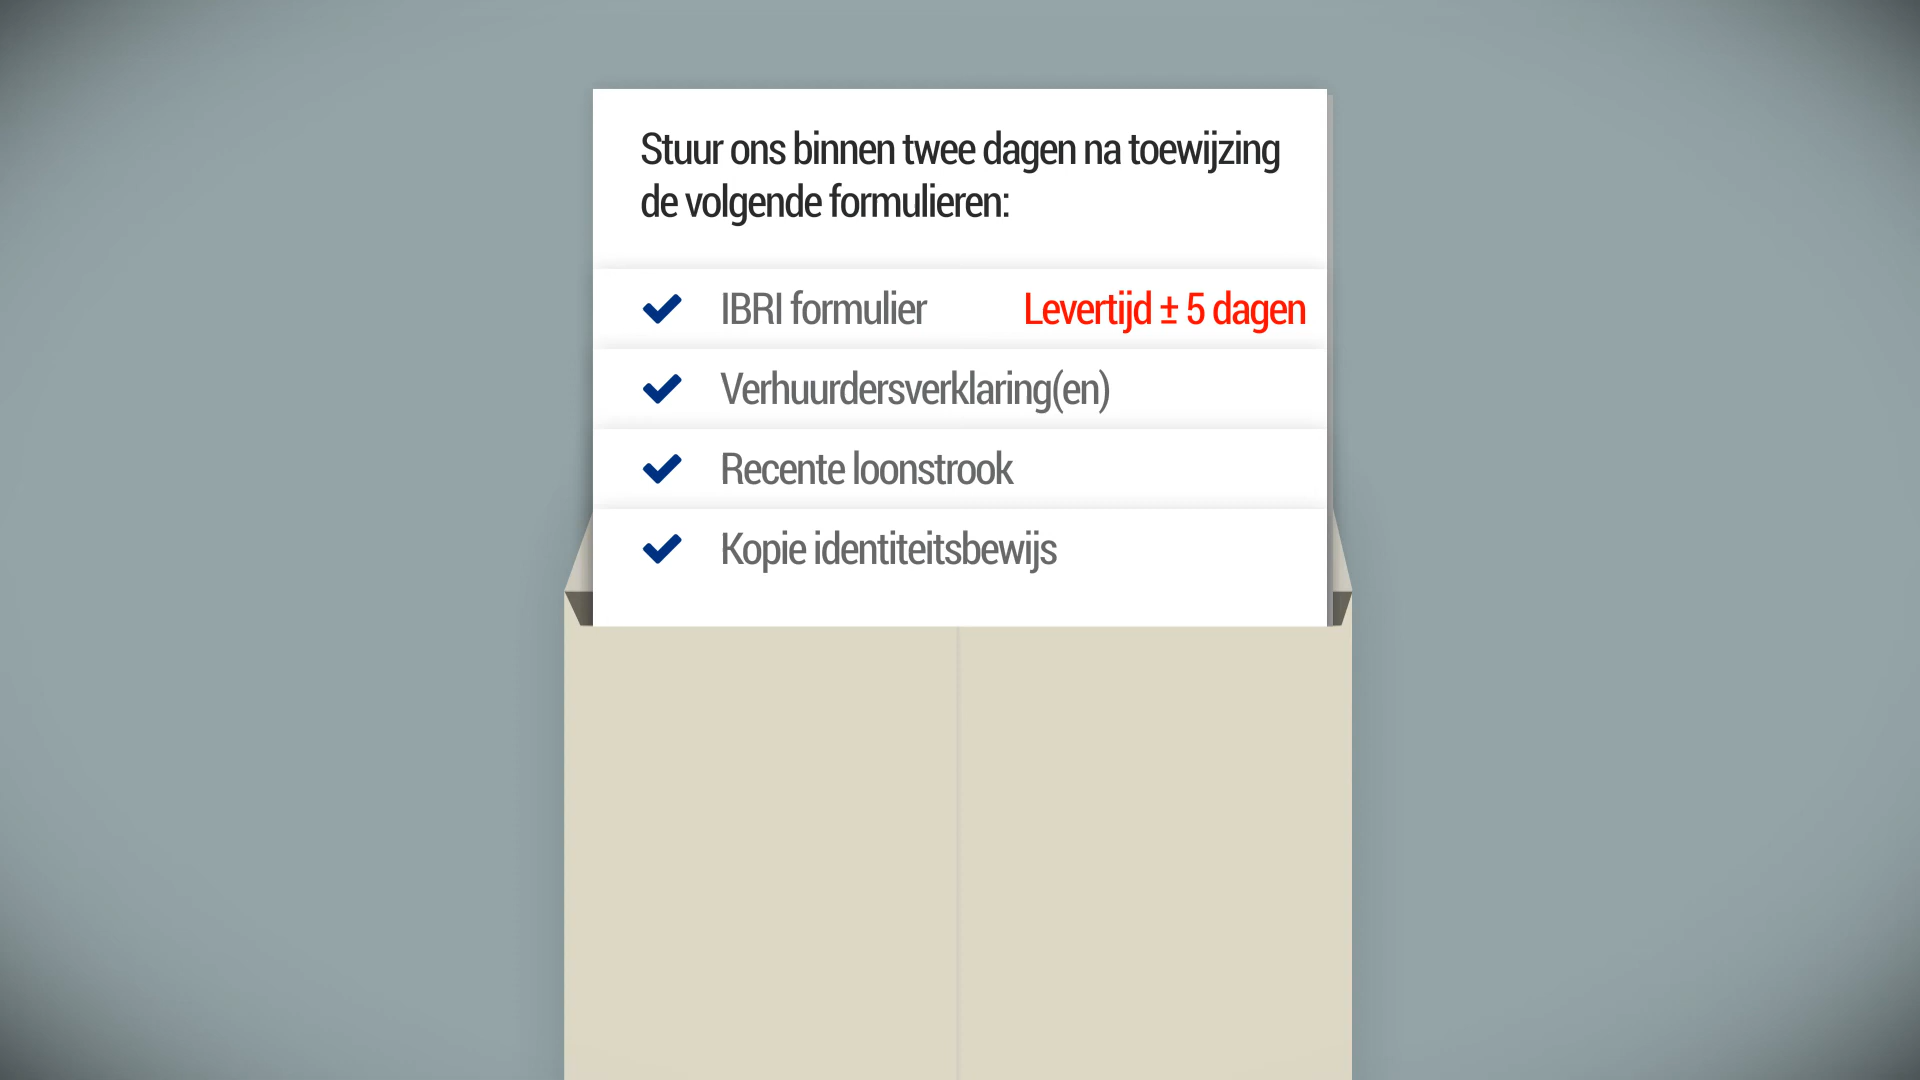 Stuur ons binnen twee dagen na toewijzing
de volgende formulieren:
IBRI formulier Levertijd ± 5 dagen
Verhuurdersverklaring(en)
Recente loonstrook
Kopie identiteitsbewijs